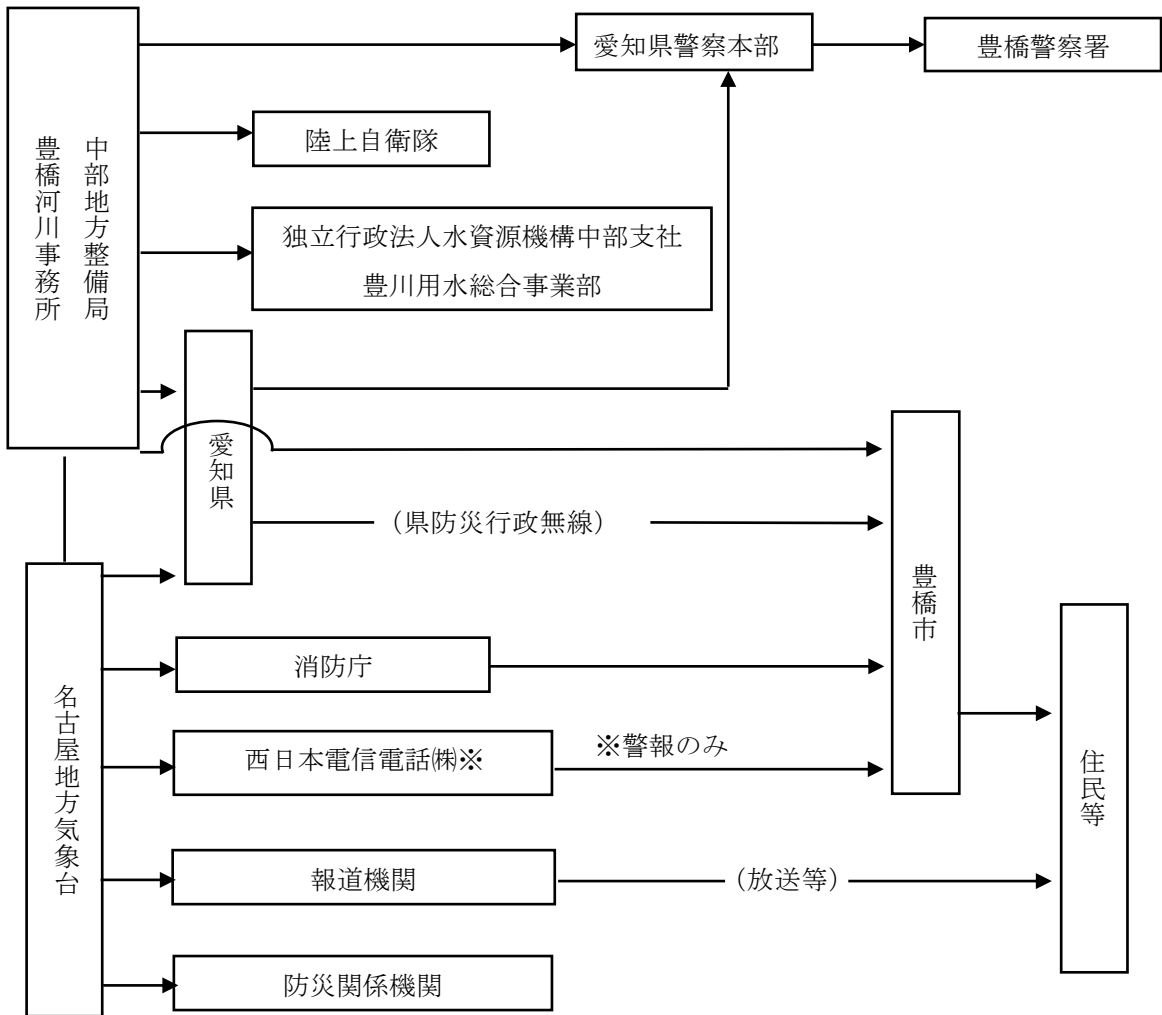 愛知県警察本部
豊橋警察署
中部地方整備局
豊橋河川事務所
陸上自衛隊
独立行政法人水資源機構中部支社
豊川用水総合事業部
愛知県
(県防災行政無線)
豊橋市
名古屋地方気象台
消防庁
西日本電信電話㈱※
※警報のみ
住民等
報道機関
(放送等)
防災関係機関